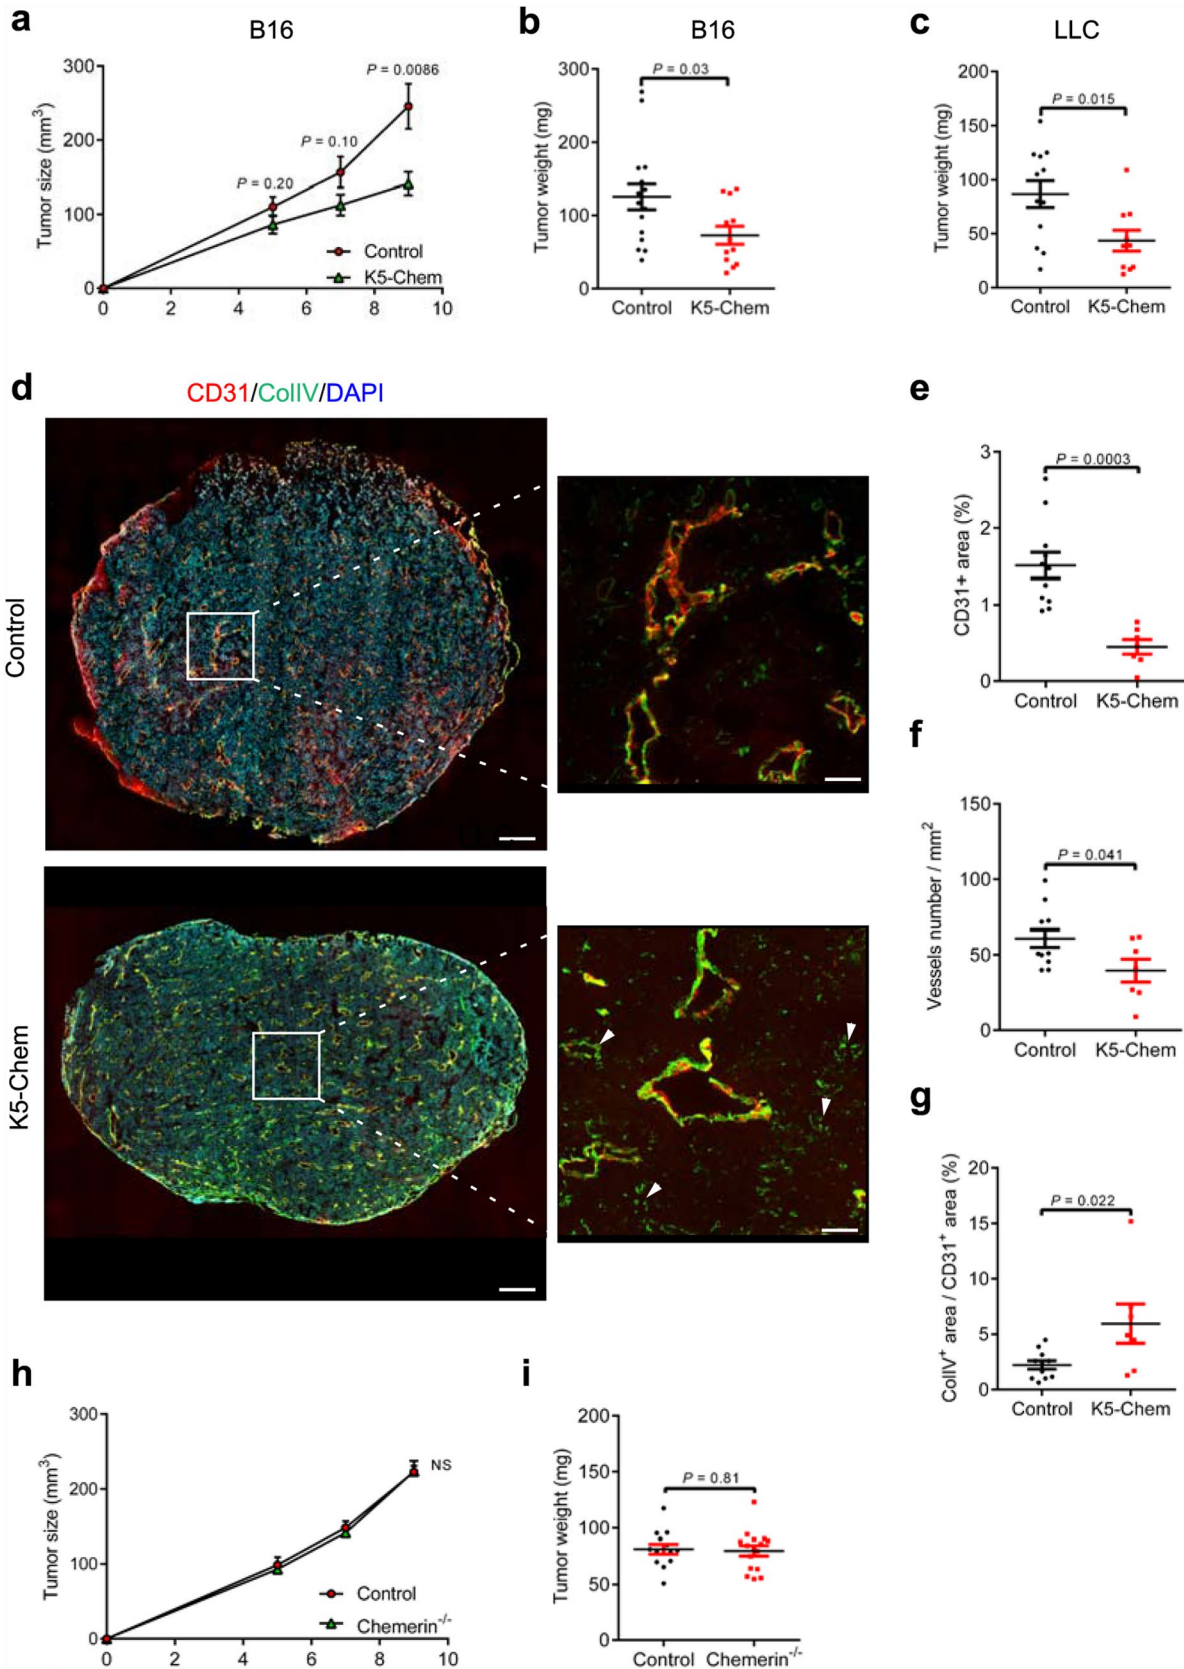 a
B16
Tumor size (mm³)
300
200
100
0
P = 0.20
P = 0.10
P = 0.0086
Control
K5-Chem
0 2 4 6 8 10
b
B16
Tumor weight (mg)
300
200
100
0
P = 0.03
Control K5-Chem
c
LLC
Tumor weight (mg)
200
150
100
50
0
P = 0.015
Control K5-Chem
d
CD31/ColIV/DAPI
Control
K5-Chem
e
CD31+ area (%)
3
2
1
0
P = 0.0003
Control K5-Chem
f
Vessels number / mm²
150
100
50
0
P = 0.041
Control K5-Chem
g
ColIV⁺ area / CD31⁺ area (%)
20
15
10
5
0
P = 0.022
Control K5-Chem
h
Tumor size (mm³)
300
200
100
0
NS
Control
Chemerin⁻/⁻
0 2 4 6 8 10
i
Tumor weight (mg)
200
150
100
50
0
P = 0.81
Control Chemerin⁻/⁻